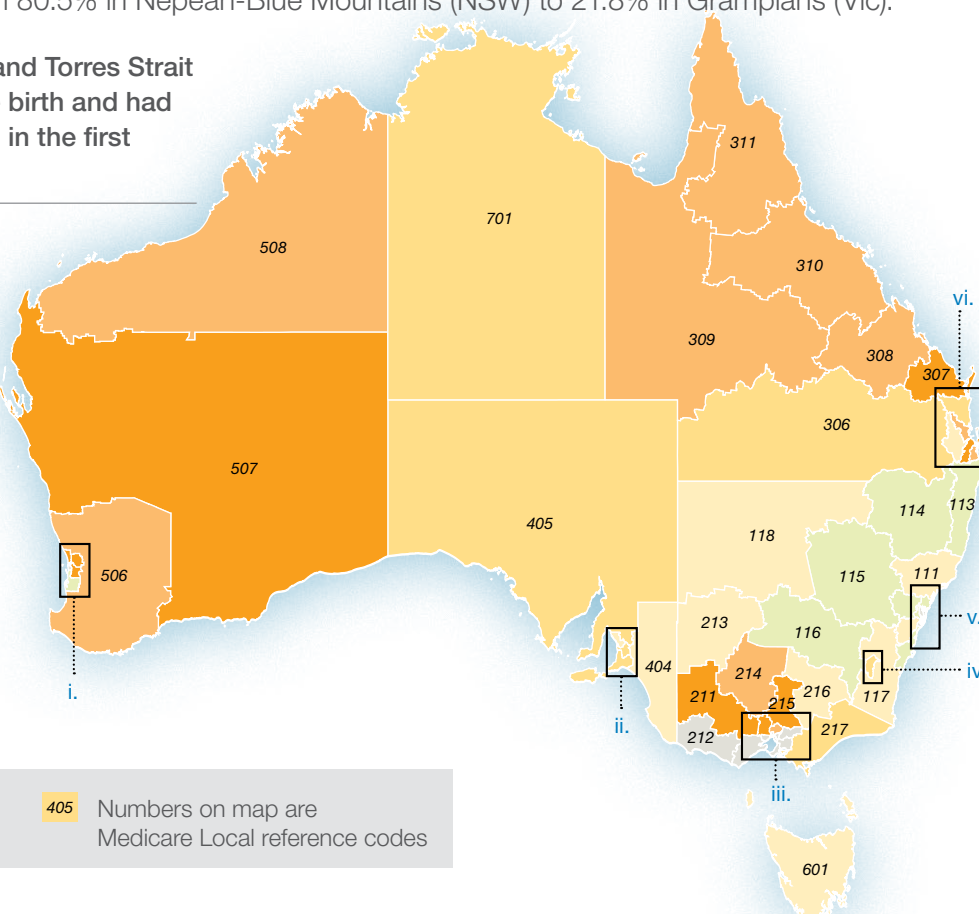 80.5% in Nepean-Blue Mountains (NSW) to 21.8% in Grampians (Vic).
and Torres Strait
birth and had
in the first
311
701
508
310
vi.
309
308
307
306
507
114
113
405
118
115
111
506
213
116
v.
404
214
iv
i.
211
215
216
117
ii.
212
217
iii.
405 Numbers on map are
Medicare Local reference codes
601